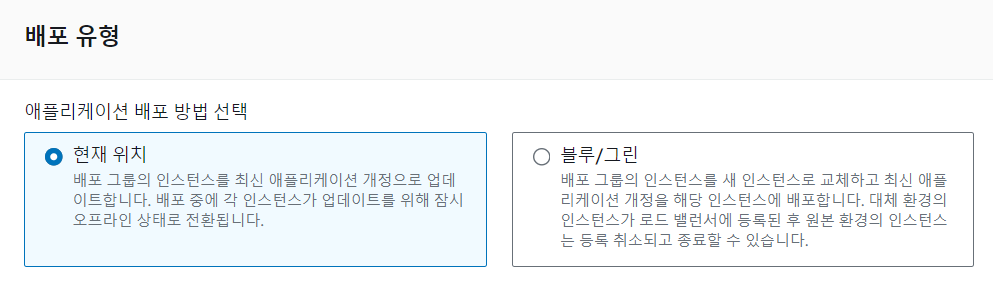 배포 유형
애플리케이션 배포 방법 선택
현재 위치
배포 그룹의 인스턴스를 최신 애플리케이션 개정으로 업데
이트합니다. 배포 중에 각 인스턴스가 업데이트를 위해 잠시
오프라인 상태로 전환됩니다.
블루/그린
배포 그룹의 인스턴스를 새 인스턴스로 교체하고 최신 애플
리케이션 개정을 해당 인스턴스에 배포합니다. 대체 환경의
인스턴스가 로드 밸런서에 등록된 후 원본 환경의 인스턴스
는 등록 취소되고 종료할 수 있습니다.